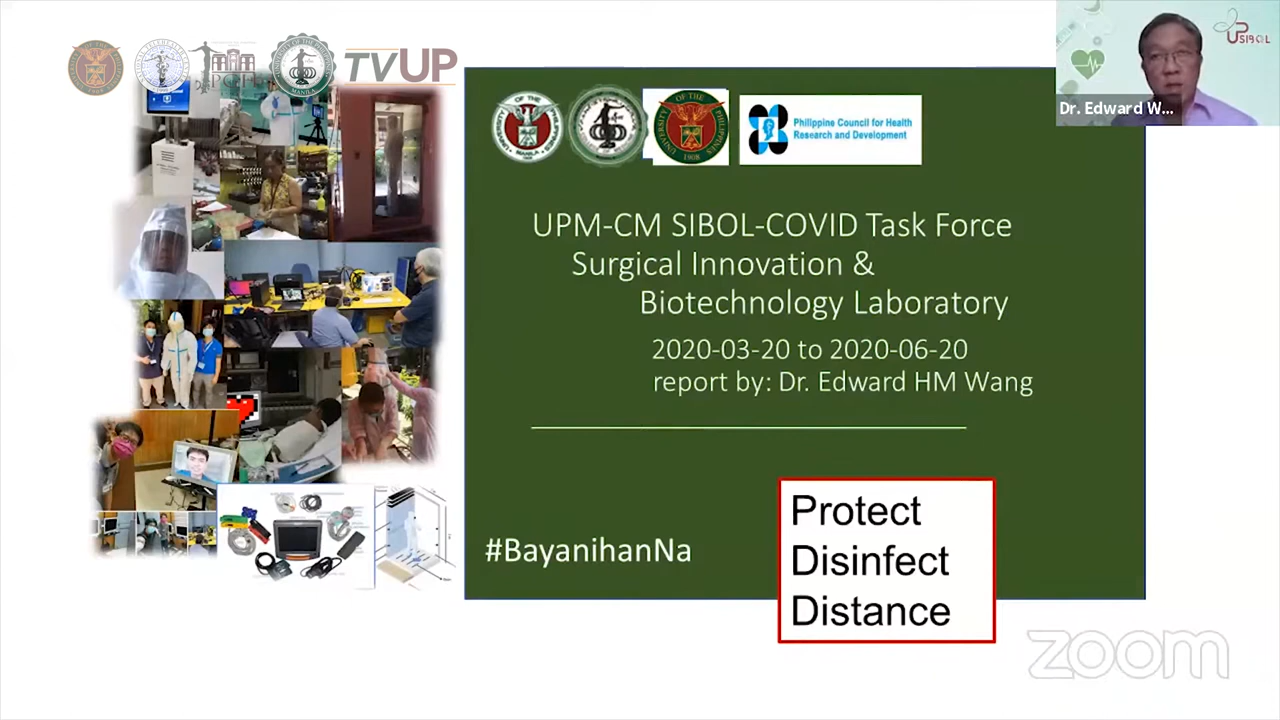 TVUP
UP SIBOL
Dr. Edward W...
Philippine Council for Health
Research and Development
UPM-CM SIBOL-COVID Task Force
Surgical Innovation &
Biotechnology Laboratory
2020-03-20 to 2020-06-20
report by: Dr. Edward HM Wang
#BayanihanNa
Protect
Disinfect
Distance
zoom